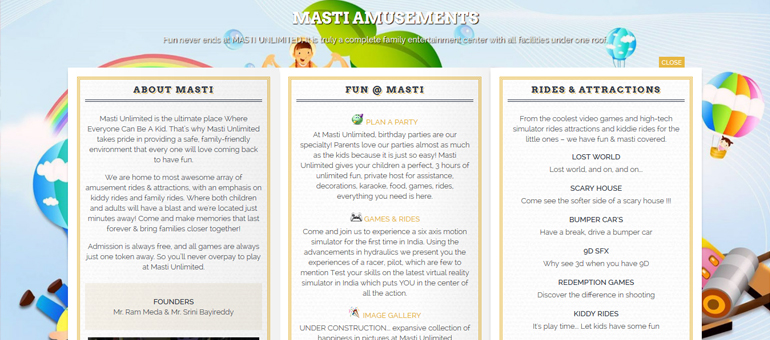 MASTI AMUSEMENTS
Fun never ends at MASTI UNLIMITED. It is truly a complete family entertainment center with all facilities under one roof.
CLOSE
ABOUT MASTI
Masti Unlimited is the ultimate place Where
Everyone Can Be A Kid. That's why Masti Unlimited
takes pride in providing a safe, family-friendly
environment that every one will love coming back
to have fun.
We are home to most awesome array of
amusement rides & attractions, with an emphasis on
kiddy rides and family rides. Where both children
and adults will have a blast and we're located just
minutes away! Come and make memories that last
forever & bring families closer together!
Admission is always free, and all games are always
just one token away. So you'll never overpay to play
at Masti Unlimited.
FOUNDERS
Mr. Ram Meda & Mr. Srini Bayireddy
FUN @ MASTI
PLAN A PARTY
At Masti Unlimited, birthday parties are our
specialty! Parents love our parties almost as much
as the kids because it is just so easy! Masti
Unlimited gives your children a perfect, 3 hours of
unlimited fun, private host for assistance,
decorations, karaoke, food, games, rides,
everything you need is here.
GAMES & RIDES
Come and join us to experience a six axis motion
simulator for the first time in India. Using the
advancements in hydraulics we present you the
experiences of a racer, pilot, which are few to
mention Test your skills on the latest virtual reality
simulator in India which puts YOU in the center of
all the action.
IMAGE GALLERY
UNDER CONSTRUCTION... expansive collection of
happiness in pictures at Masti Unlimited
RIDES & ATTRACTIONS
From the coolest video games and high-tech
simulator rides attractions and kiddie rides for the
little ones – we have fun & masti covered.
LOST WORLD
Lost world, and on, and on...
SCARY HOUSE
Come see the softer side of a scary house !!!
BUMPER CAR'S
Have a break, drive a bumper car
9D SFX
Why see 3d when you have 9D
REDEMPTION GAMES
Discover the difference in shooting
KIDDY RIDES
It's play time... Let kids have some fun